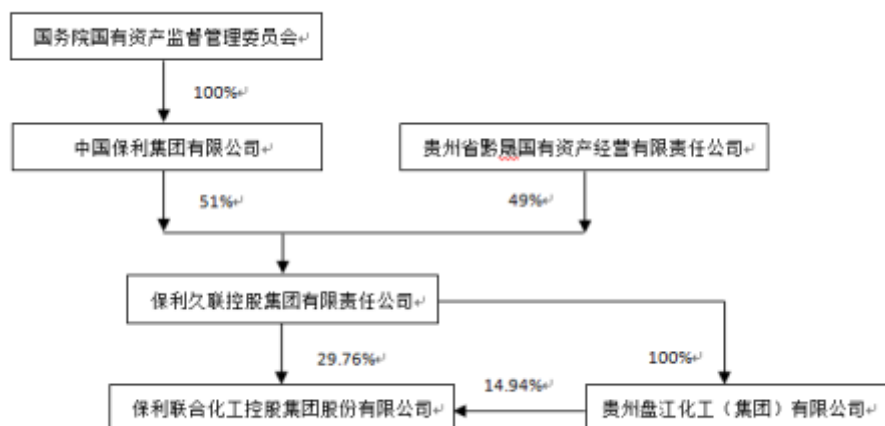 国务院国有资产监督管理委员会
100%
中国保利集团有限公司
贵州省黔晟国有资产经营有限责任公司
51%
49%
保利久联控股集团有限责任公司
29.76%
100%
14.94%
保利联合化工控股集团股份有限公司
贵州盘江化工（集团）有限公司